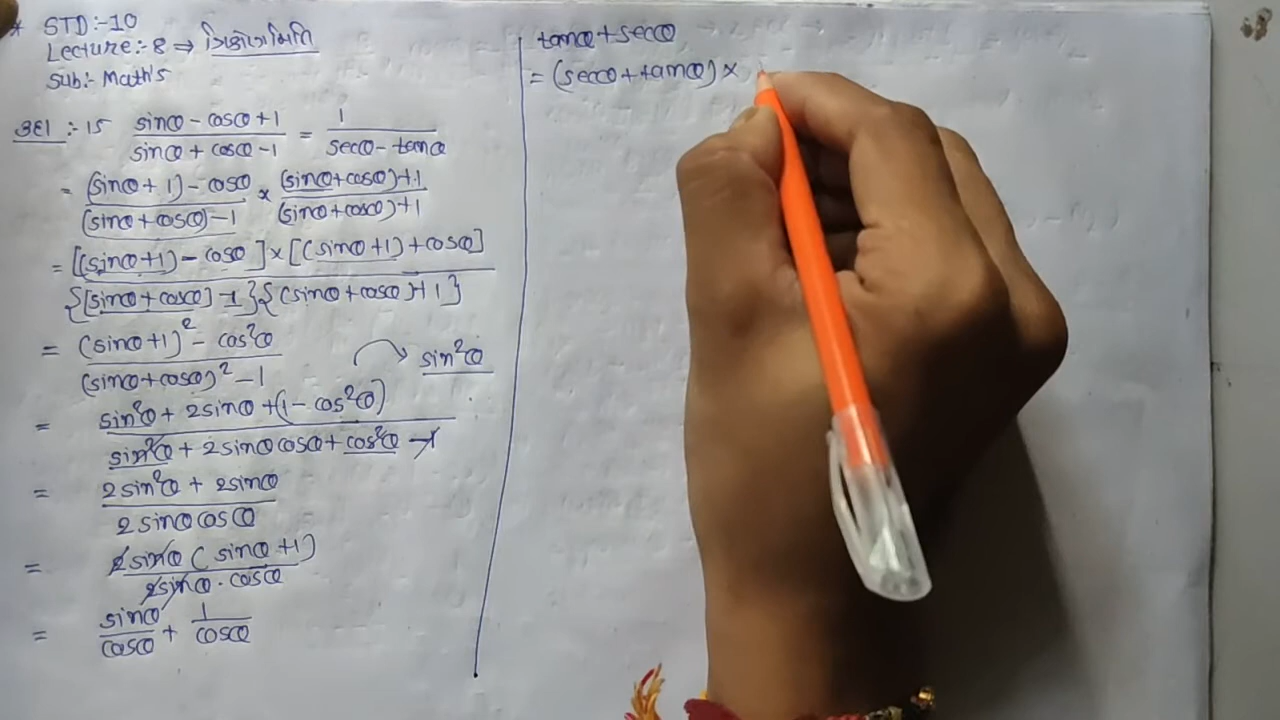 * STD:-10
Lecture:- 8 ⇒ ત્રિકોણમિતિ
Sub:- Math's
ઉદા :- 15 (sinθ - cosθ + 1)/(sinθ + cosθ - 1) = 1/(secθ - tanθ)
= ((sinθ + 1) - cosθ)/((sinθ + cosθ) - 1) × ((sinθ + cosθ) + 1)/((sinθ + cosθ) + 1)
= [(sinθ + 1) - cosθ] × [(sinθ + 1) + cosθ]
{(sinθ + cosθ) - 1}{(sinθ + cosθ) + 1}
= ((sinθ + 1)² - cos²θ)/((sinθ + cosθ)² - 1)
sin²θ
= (sin²θ + 2sinθ + (1 - cos²θ))/(sin²θ + 2sinθcosθ + cos²θ - 1)
= (2sin²θ + 2sinθ)/(2sinθcosθ)
= 2sinθ(sinθ + 1)/(2sinθ · cosθ)
= sinθ/cosθ + 1/cosθ
tanθ + secθ
= (secθ + tanθ) ×